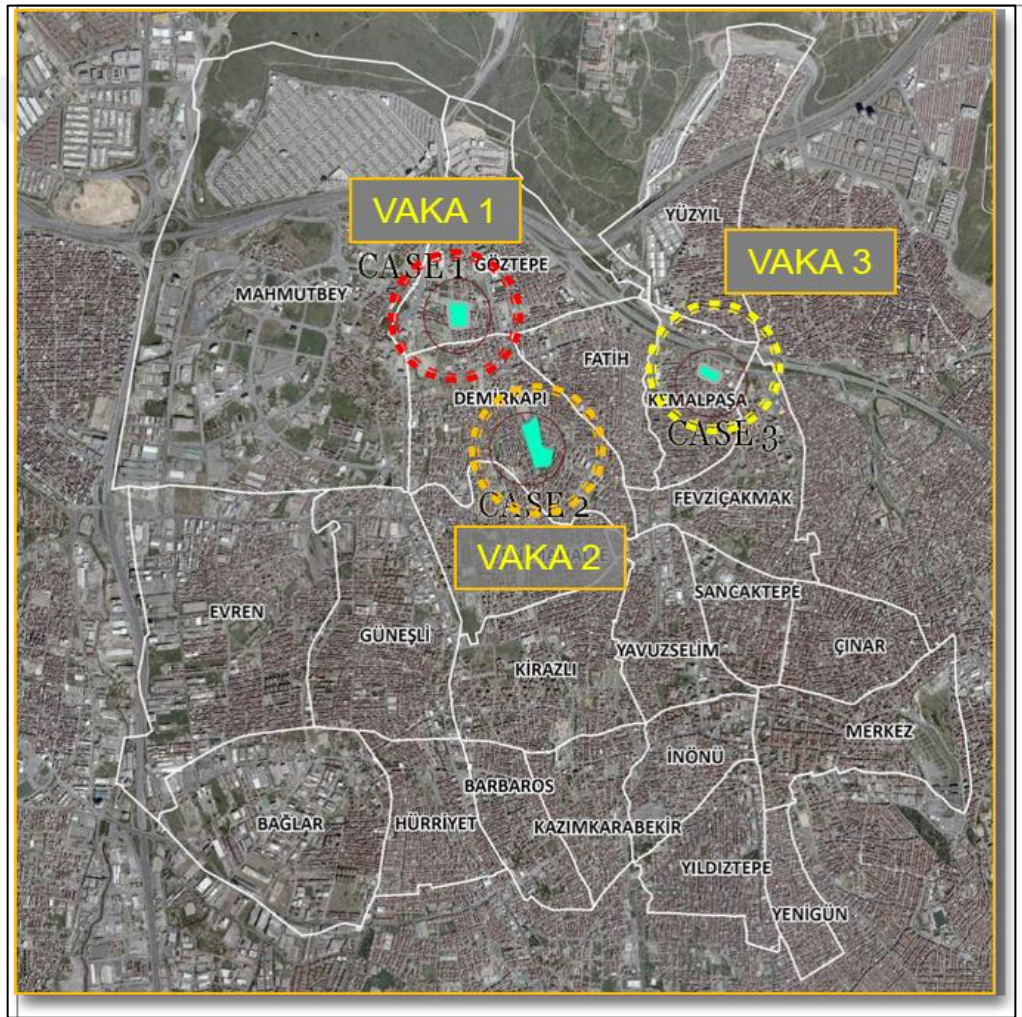 VAKA 1
YÜZYIL
VAKA 3
CASE 1
GÖZTEPE
MAHMUTBEY
FATİH
DEMİRKAPI
KEMALPAŞA
CASE 3
CASE 2
FEVZİÇAKMAK
VAKA 2
SANCAKTEPE
EVREN
GÜNEŞLİ
YAVUZSELİM
ÇINAR
KİRAZLI
MERKEZ
İNÖNÜ
BARBAROS
BAĞLAR
HÜRRİYET
KAZIMKARABEKİR
YILDIZTEPE
YENİGÜN